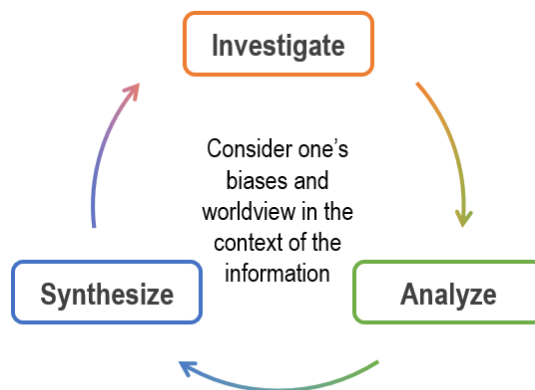 Investigate
Consider one’s
biases and
worldview in the
context of the
information
Synthesize
Analyze